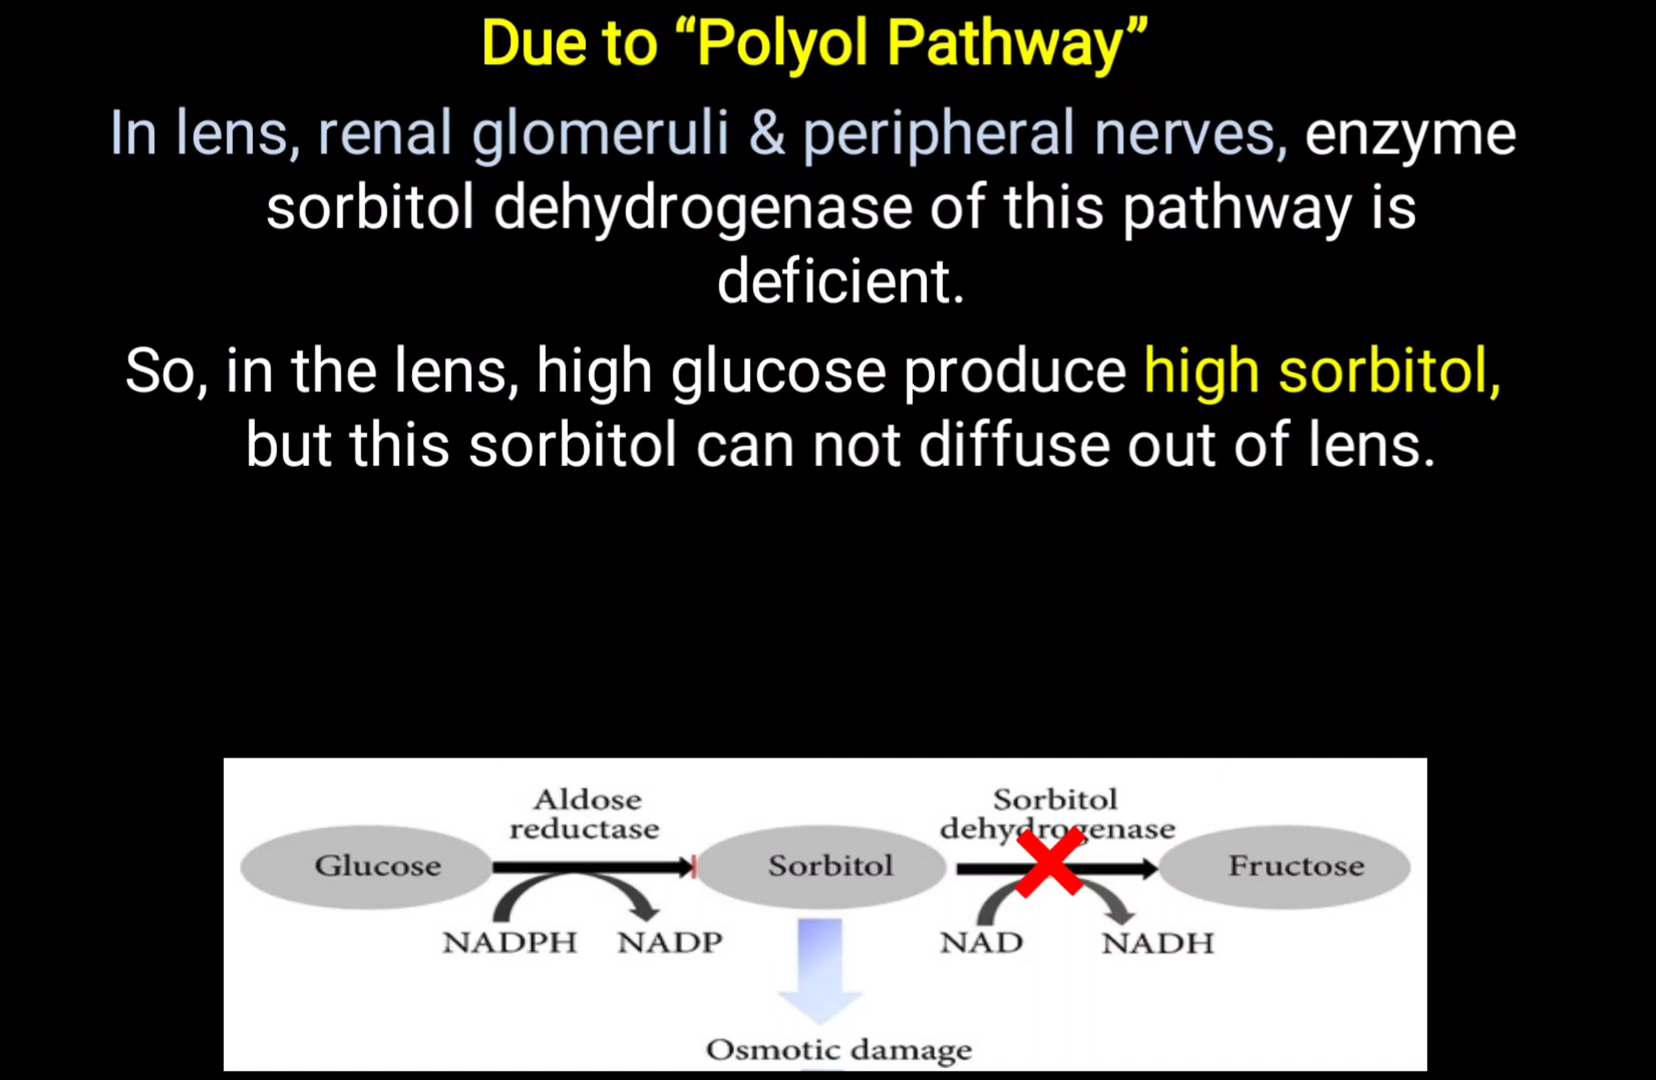 Due to “Polyol Pathway”
In lens, renal glomeruli & peripheral nerves, enzyme
sorbitol dehydrogenase of this pathway is
deficient.
So, in the lens, high glucose produce high sorbitol,
but this sorbitol can not diffuse out of lens.
Aldose
reductase
Sorbitol
dehydrogenase
Glucose
Sorbitol
Fructose
NADPH
NADP
NAD
NADH
Osmotic damage